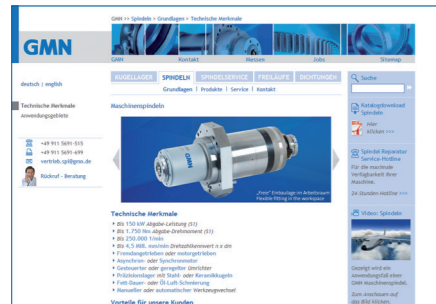 GMN >> Spindeln > Grundlagen > Technische Merkmale
GMN
GMN Kontakt Messen Jobs Sitemap
deutsch | english
KUGELLAGER SPINDELN SPINDELSERVICE FREILÄUFE DICHTUNGEN
Grundlagen | Produkte | Service | Kontakt
Technische Merkmale
Anwendungsgebiete
+49 911 5691-515
+49 911 5691-699
vertrieb.spl@gmn.de
Rückruf - Beratung
Maschinenspindeln
„Freie“ Einbaulage im Arbeitsraum
Flexible fitting in the workspace
Technische Merkmale
Bis 150 kW Abgabe-Leistung (S1)
Bis 1.750 Nm Abgabe-Drehmoment (S1)
Bis 250.000 1/min
Bis 4,5 Mio. mm/min Drehzahlkennwert n x dm
Fremdangetrieben oder motorgetrieben
Asynchron- oder Synchronmotor
Gesteuerter oder geregelter Umrichter
Präzisionslager mit Stahl- oder Keramikkugeln
Fett-Dauer- oder Öl-Luft-Schmierung
Manueller oder automatischer Werkzeugwechsel
Vorteile für unsere Kunden
Suche
Katalogdownload
Spindeln
Hier
klicken >>>
Spindel Reparatur
Service-Hotline
Für die maximale
Verfügbarkeit Ihrer
Maschine.
24 Stunden-Hotline >>>
Video: Spindeln
Gezeigt wird ein
Anwendungsfall einer
GMN Maschinenspindel.
Zum anschauen auf
das Bild klicken.